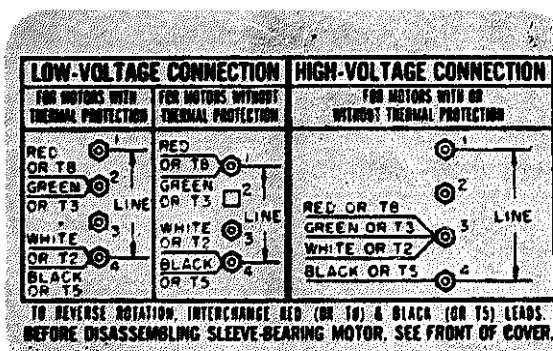 LOW-VOLTAGE CONNECTION
FOR MOTORS WITH
THERMAL PROTECTION
FOR MOTORS WITHOUT
THERMAL PROTECTION
HIGH-VOLTAGE CONNECTION
FOR MOTORS WITH OR
WITHOUT THERMAL PROTECTION
RED
OR T8
GREEN
OR T3
WHITE
OR T2
BLACK
OR T5
1
2
3
4
LINE
RED
OR T8
GREEN
OR T3
WHITE
OR T2
BLACK
OR T5
1
2
3
4
LINE
RED OR T8
GREEN OR T3
WHITE OR T2
BLACK OR T5
1
2
3
4
LINE
TO REVERSE ROTATION, INTERCHANGE RED (OR T8) & BLACK (OR T5) LEADS.
BEFORE DISASSEMBLING SLEEVE-BEARING MOTOR, SEE FRONT OF COVER.